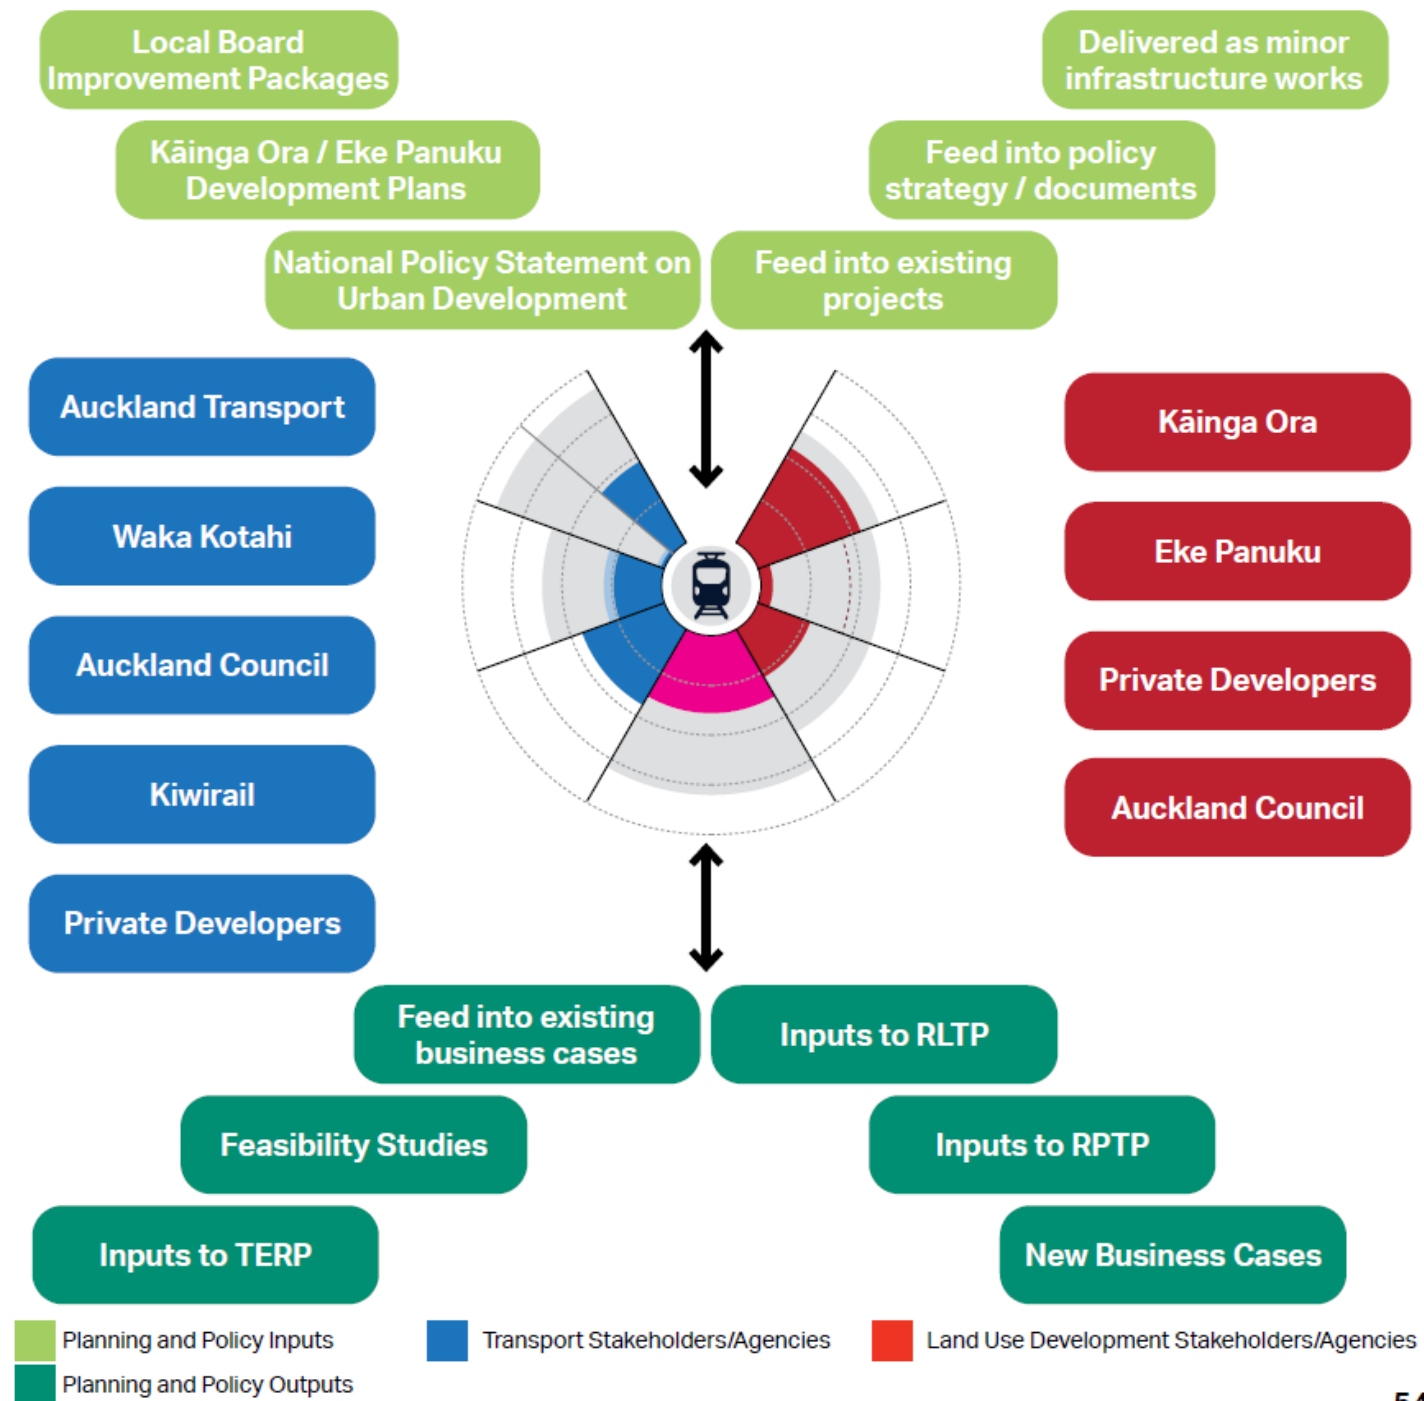 Local Board
Improvement Packages
Delivered as minor
infrastructure works
Kāinga Ora / Eke Panuku
Development Plans
Feed into policy
strategy / documents
National Policy Statement on
Urban Development
Feed into existing
projects
Auckland Transport
Waka Kotahi
Auckland Council
Kiwirail
Private Developers
Kāinga Ora
Eke Panuku
Private Developers
Auckland Council
Feed into existing
business cases
Inputs to RLTP
Feasibility Studies
Inputs to RPTP
Inputs to TERP
New Business Cases
Planning and Policy Inputs
Transport Stakeholders/Agencies
Land Use Development Stakeholders/Agencies
Planning and Policy Outputs